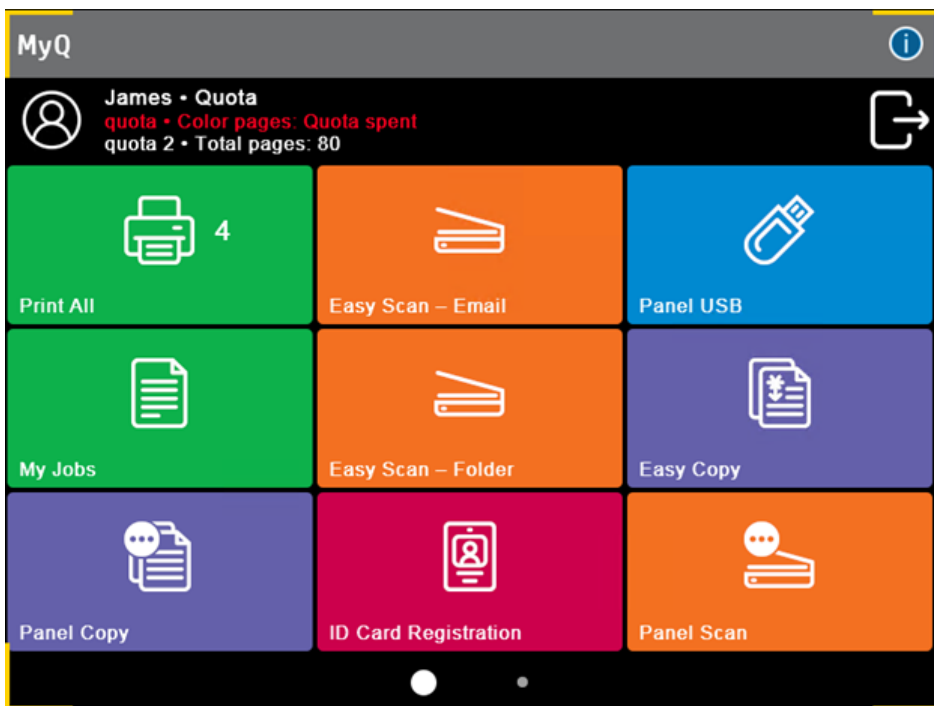 MyQ
James • Quota
quota • Color pages: Quota spent
quota 2 • Total pages: 80
4
Print All
Easy Scan – Email
Panel USB
My Jobs
Easy Scan – Folder
Easy Copy
Panel Copy
ID Card Registration
Panel Scan